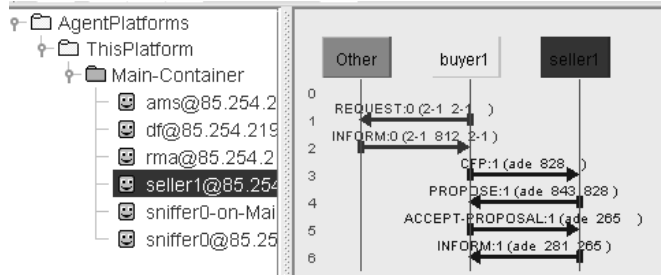 AgentPlatforms
ThisPlatform
Main-Container
ams@85.254.2
df@85.254.219
rma@85.254.2
seller1@85.254
sniffer0-on-Mai
sniffer0@85.25
Other buyer1 seller1
0
REQUEST:0 (2-1 2-1 )
1
INFORM:0 (2-1 812 2-1 )
2
CFP:1 (ade 828 )
3
PROPOSE:1 (ade 843 828 )
4
ACCEPT-PROPOSAL:1 (ade 265 )
5
INFORM:1 (ade 281 265 )
6